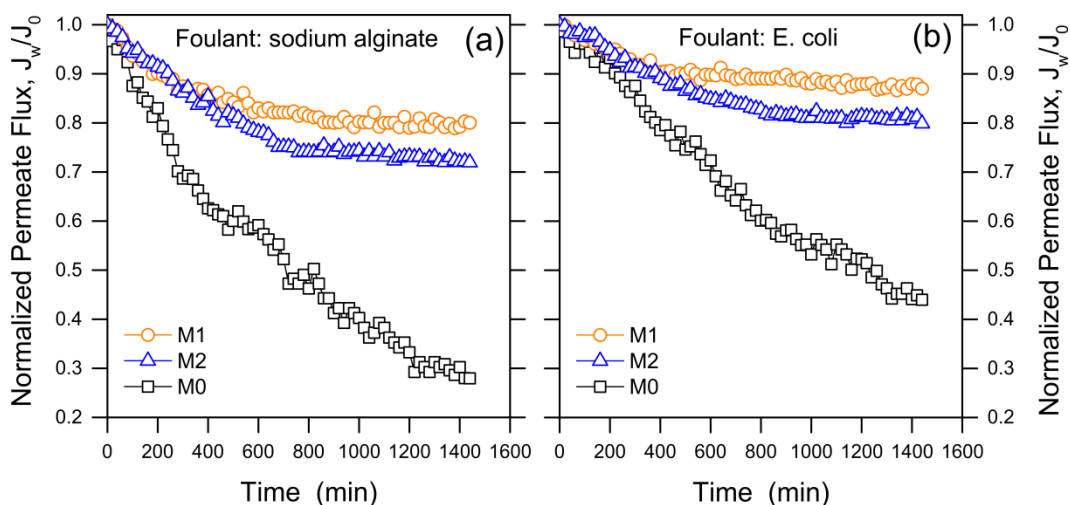 Foulant: sodium alginate
(a)
Normalized Permeate Flux, Jw/J0
1.0
0.9
0.8
0.7
0.6
0.5
0.4
0.3
0.2
M1
M2
M0
0 200 400 600 800 1000 1200 1400 1600
Time (min)
Foulant: E. coli
(b)
M1
M2
M0
0 200 400 600 800 1000 1200 1400 1600
Time (min)
1.0
0.9
0.8
0.7
0.6
0.5
0.4
0.3
0.2
Normalized Permeate Flux, Jw/J0